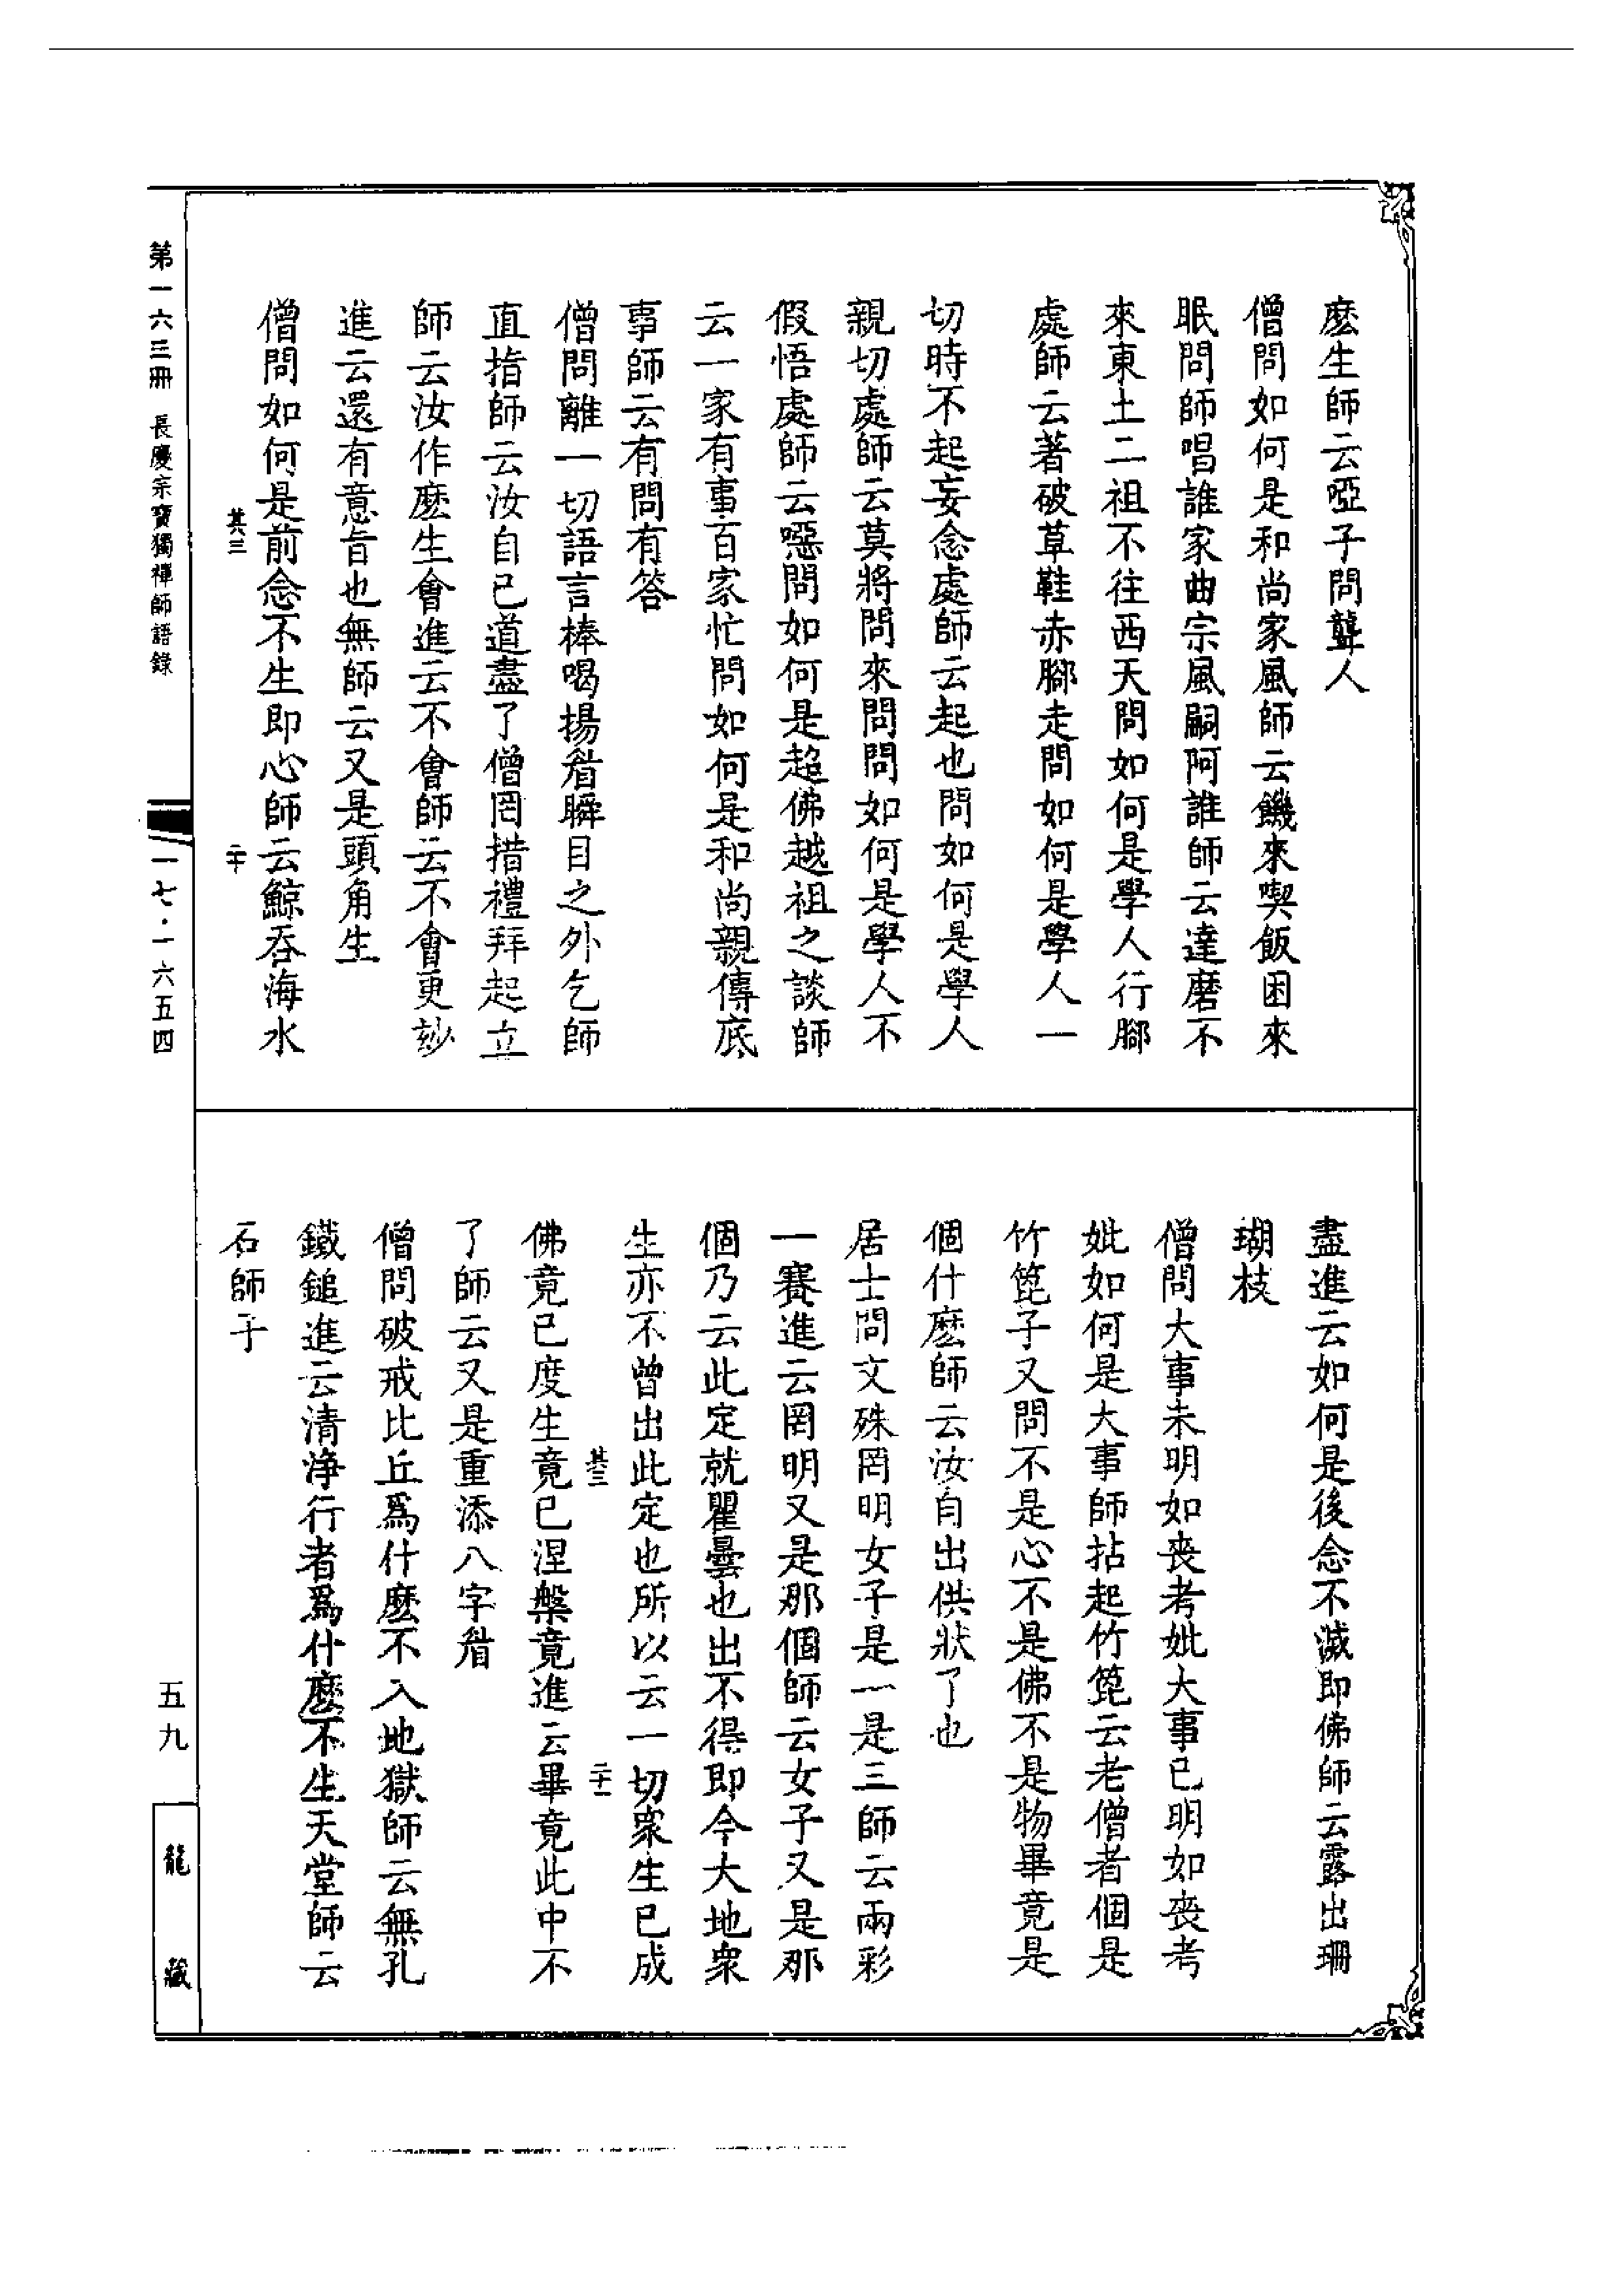 麽生師云啞子問聾人
僧問如何是和尚家風師云饑來喫飯困來
眠問師唱誰家曲宗風嗣阿誰師云達磨不
來東土二祖不往西天問如何是學人行腳
處師云著破草鞋赤腳走問如何是學人一
切時不起妄念處師云起也問如何是學人
親切處師云莫將問來問問如何是學人不
假悟處師云噁問如何是超佛越祖之談師
云一家有事百家忙問如何是和尚親傳底
事師云有問有答
僧問離一切語言棒喝揚眉瞬目之外乞師
直指師云汝自己道盡了僧罔措禮拜起立
師云汝作麽生會進云不會師云不會更玅
進云還有意旨也無師云又是頭角生
僧問如何是前念不生即心師云鯨吞海水
其三 二十
盡進云如何是後念不滅即佛師云露出珊
瑚枝
僧問大事未明如喪考妣大事已明如喪考
妣如何是大事師拈起竹篦云老僧者個是
竹篦子又問不是心不是佛不是物畢竟是
個什麽師云汝自出供狀了也
居士問文殊罔明女子是一是三師云兩彩
一賽進云罔明又是那個師云女子又是那
個乃云此定就瞿曇也出不得即今大地衆
生亦不曾出此定也所以云一切衆生已成
其三 二十一
佛竟已度生竟已涅槃竟進云畢竟此中不
了師云又是重添八字眉
僧問破戒比丘爲什麽不入地獄師云無孔
鐵鎚進云清淨行者爲什麽不生天堂師云
石師子
第一六三冊 長慶宗寶獨禪師語錄
一七·一六五四
五九
龍藏